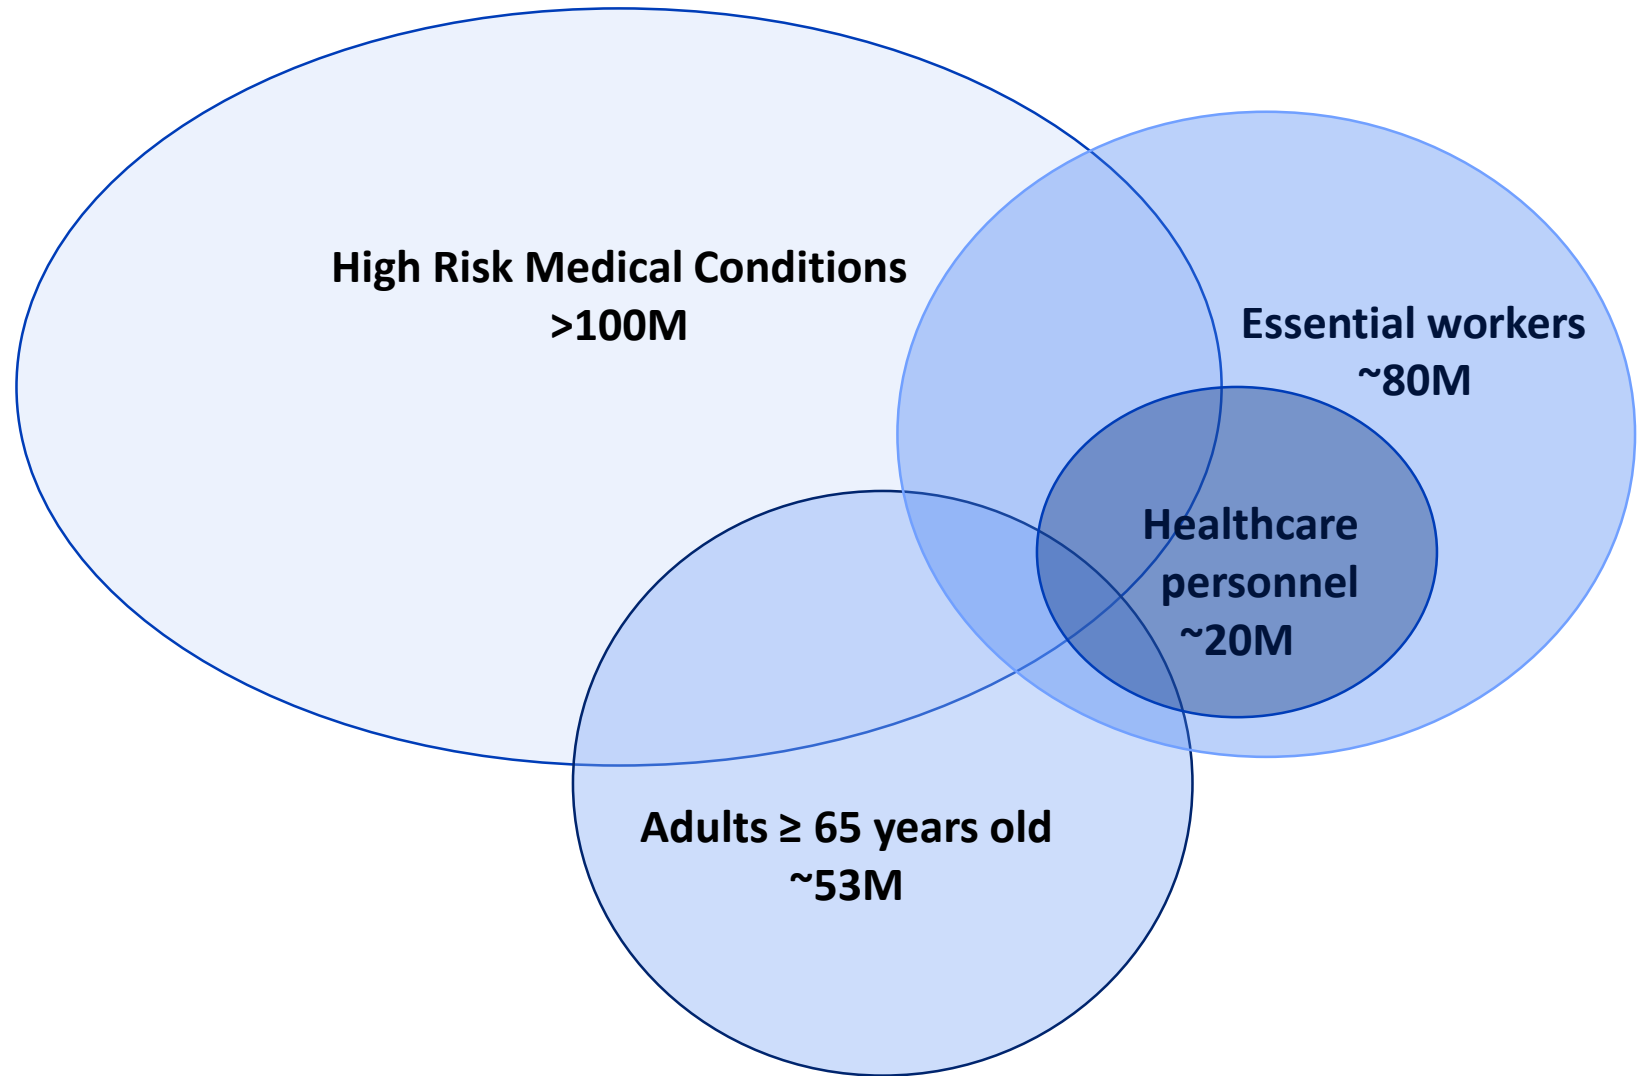 High Risk Medical Conditions
>100M
Essential workers
~80M
Healthcare
personnel
~20M
Adults ≥ 65 years old
~53M